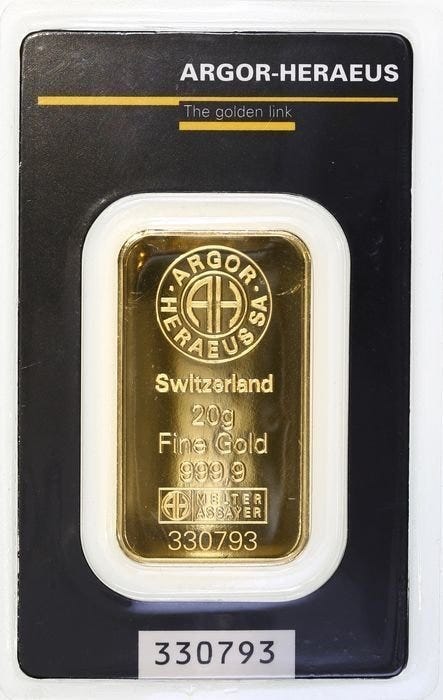 ARGOR-HERAEUS
The golden link
ARGOR-
HERAEUS SA
AH
Switzerland
20g
Fine Gold
999,9
AH MELTER
ASSAYER
330793
330793